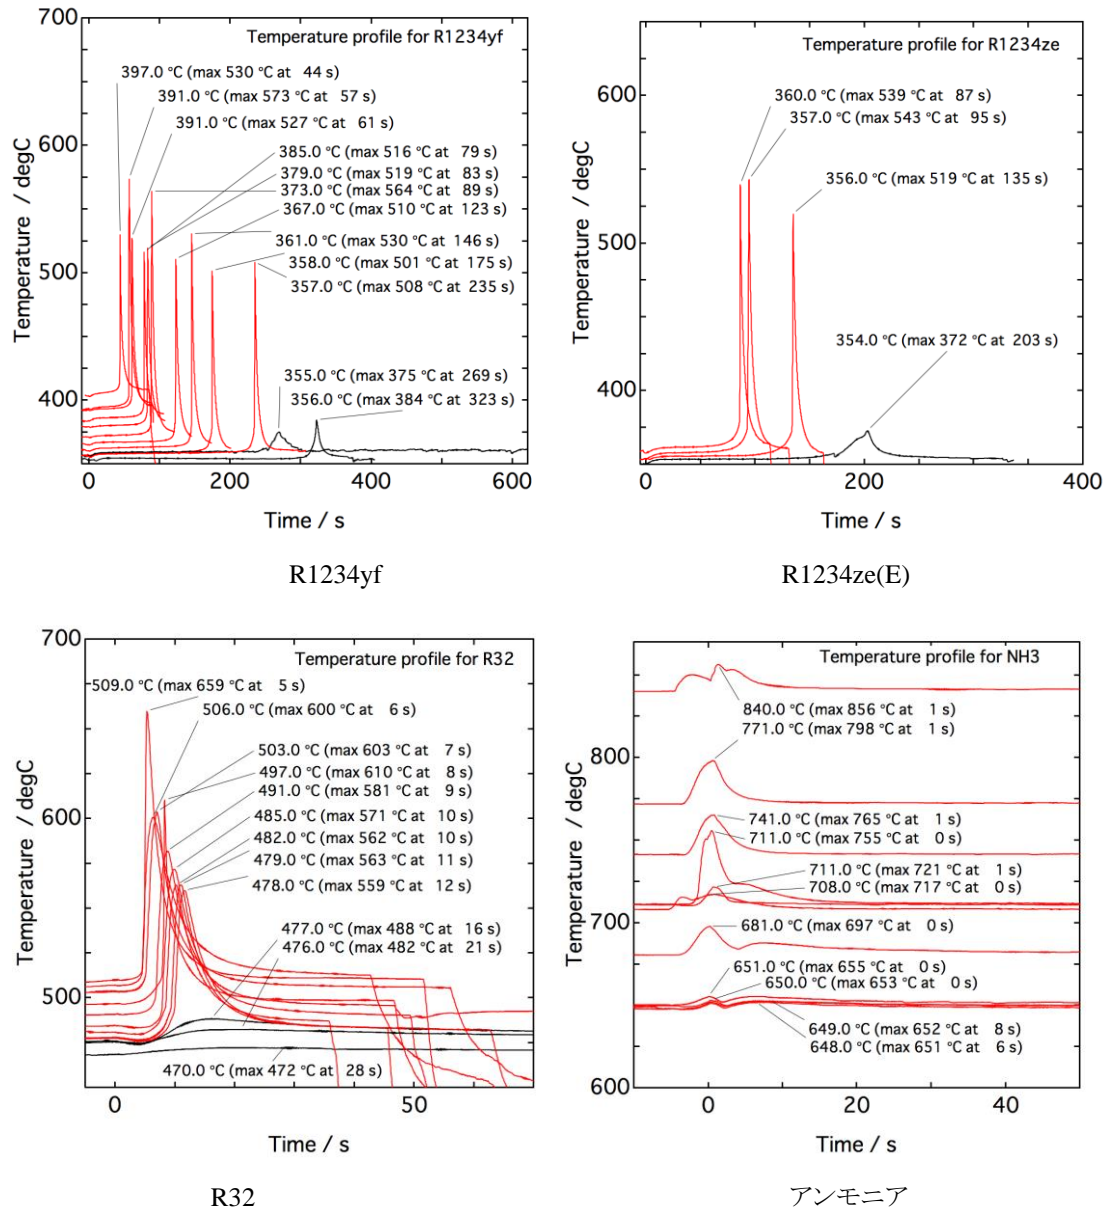 Temperature profile for R1234yf
700
600
500
400
Temperature / degC
397.0 °C (max 530 °C at 44 s)
391.0 °C (max 573 °C at 57 s)
391.0 °C (max 527 °C at 61 s)
385.0 °C (max 516 °C at 79 s)
379.0 °C (max 519 °C at 83 s)
373.0 °C (max 564 °C at 89 s)
367.0 °C (max 510 °C at 123 s)
361.0 °C (max 530 °C at 146 s)
358.0 °C (max 501 °C at 175 s)
357.0 °C (max 508 °C at 235 s)
355.0 °C (max 375 °C at 269 s)
356.0 °C (max 384 °C at 323 s)
0 200 400 600
Time / s
R1234yf
Temperature profile for R1234ze
600
500
400
Temperature / degC
360.0 °C (max 539 °C at 87 s)
357.0 °C (max 543 °C at 95 s)
356.0 °C (max 519 °C at 135 s)
354.0 °C (max 372 °C at 203 s)
0 200 400
Time / s
R1234ze(E)
Temperature profile for R32
700
600
500
Temperature / degC
509.0 °C (max 659 °C at 5 s)
506.0 °C (max 600 °C at 6 s)
503.0 °C (max 603 °C at 7 s)
497.0 °C (max 610 °C at 8 s)
491.0 °C (max 581 °C at 9 s)
485.0 °C (max 571 °C at 10 s)
482.0 °C (max 562 °C at 10 s)
479.0 °C (max 563 °C at 11 s)
478.0 °C (max 559 °C at 12 s)
477.0 °C (max 488 °C at 16 s)
476.0 °C (max 482 °C at 21 s)
470.0 °C (max 472 °C at 28 s)
0 50
Time / s
R32
Temperature profile for NH3
800
700
600
Temperature / degC
840.0 °C (max 856 °C at 1 s)
771.0 °C (max 798 °C at 1 s)
741.0 °C (max 765 °C at 1 s)
711.0 °C (max 755 °C at 0 s)
711.0 °C (max 721 °C at 1 s)
708.0 °C (max 717 °C at 0 s)
681.0 °C (max 697 °C at 0 s)
651.0 °C (max 655 °C at 0 s)
650.0 °C (max 653 °C at 0 s)
649.0 °C (max 652 °C at 8 s)
648.0 °C (max 651 °C at 6 s)
0 20 40
Time / s
アンモニア